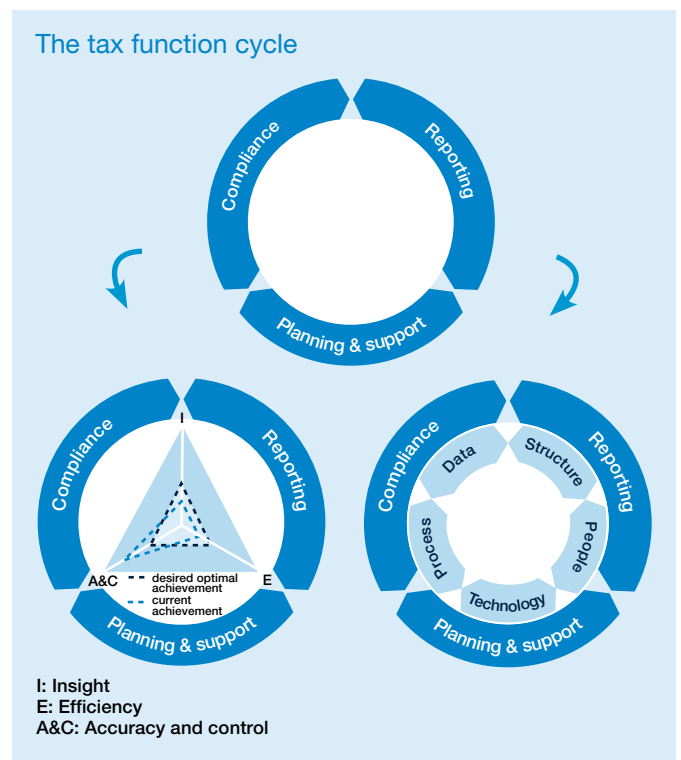 The tax function cycle
Compliance
Reporting
Planning & support
Compliance
Reporting
Planning & support
I
A&C
E
desired optimal
achievement
current
achievement
Compliance
Reporting
Planning & support
Data
Structure
People
Technology
Process
I: Insight
E: Efficiency
A&C: Accuracy and control